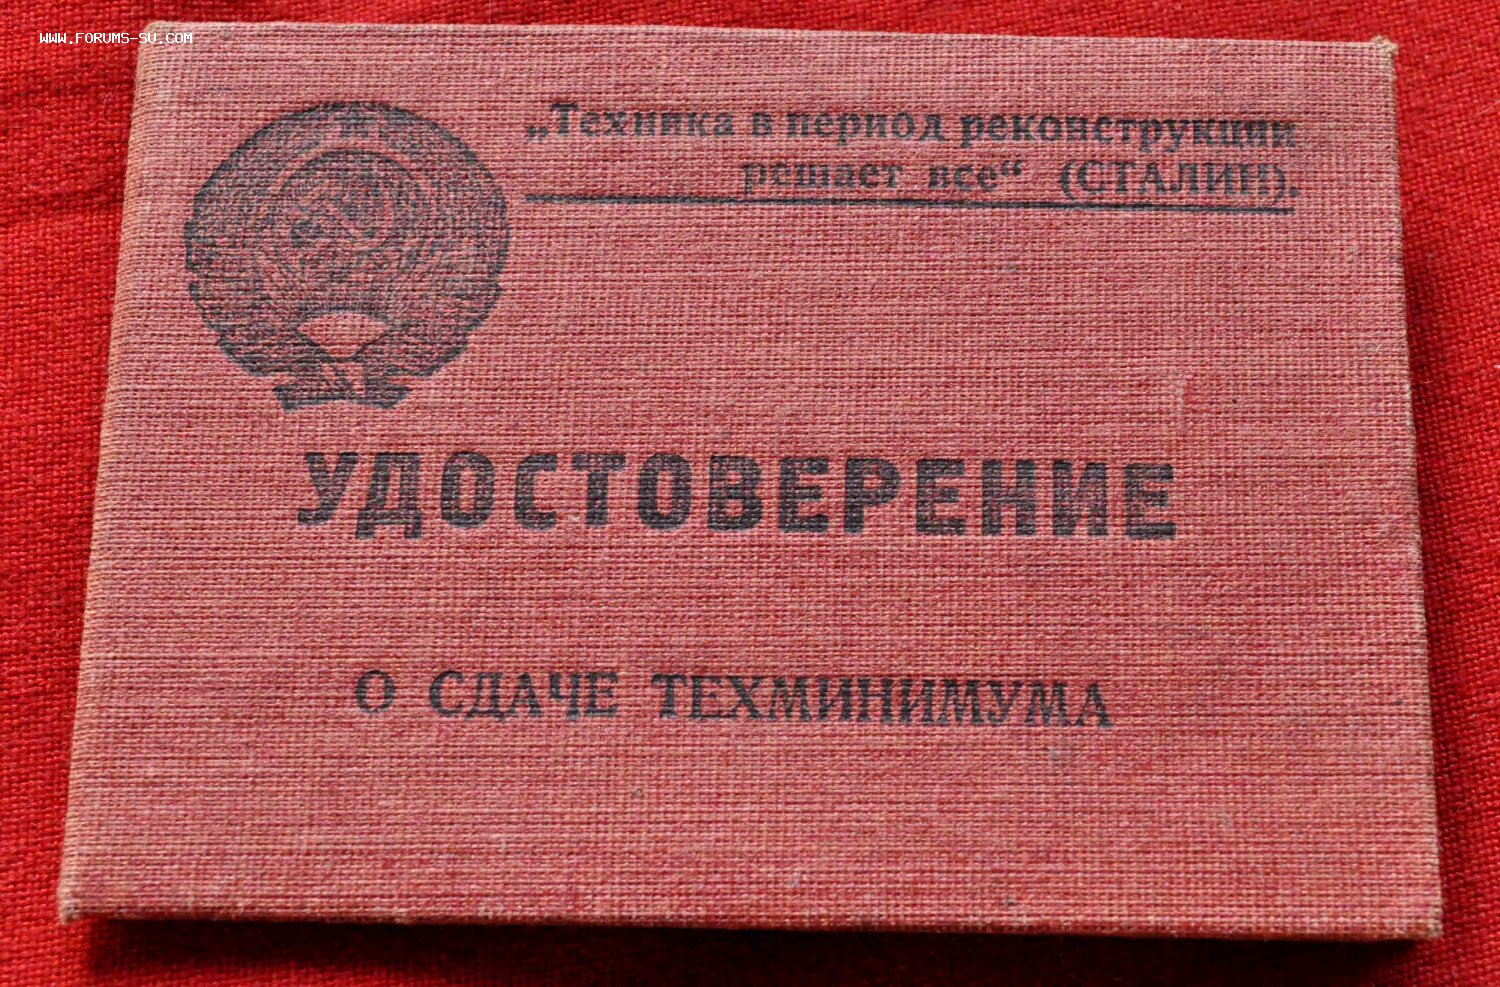 WWW.FORUMS-SU.COM
„Техника в период реконструкции
решает все“ (СТАЛИН).
УДОСТОВЕРЕНИЕ
О СДАЧЕ ТЕХМИНИМУМА